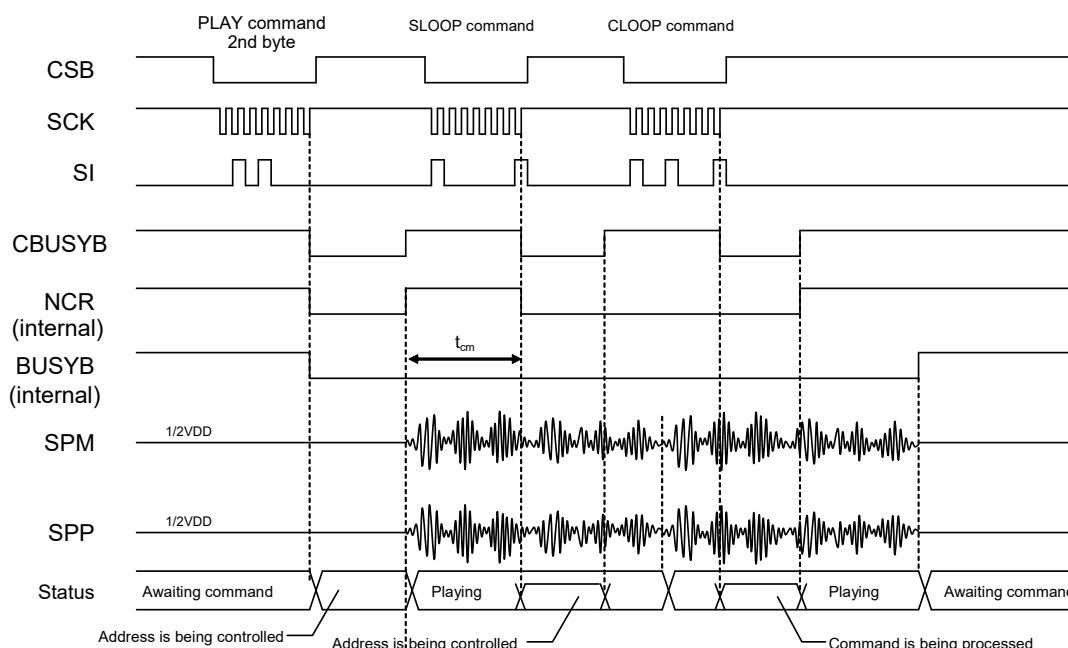 PLAY command
2nd byte
SLOOP command
CLOOP command
CSB
SCK
SI
CBUSYB
NCR
(internal)
tcm
BUSYB
(internal)
SPM
1/2VDD
SPP
1/2VDD
Status
Awaiting command
Playing
Playing
Awaiting command
Address is being controlled
Address is being controlled
Command is being processed